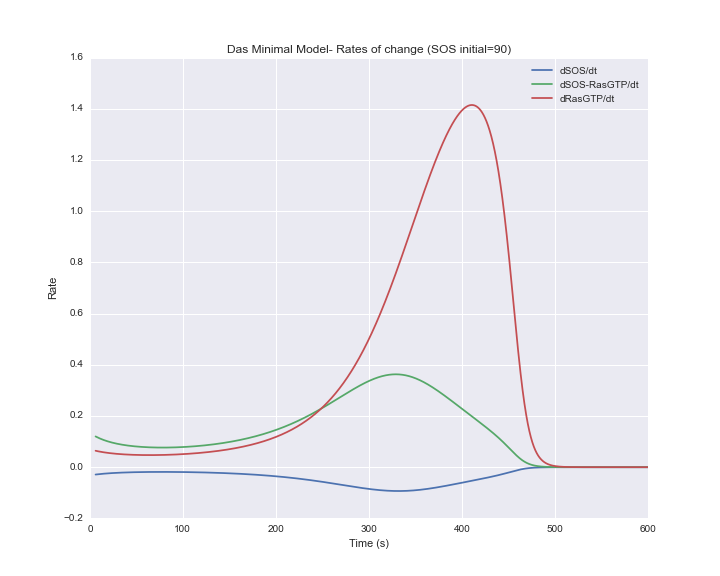 Das Minimal Model- Rates of change (SOS initial=90)
1.6
1.4
1.2
1.0
0.8
0.6
0.4
0.2
0.0
−0.2
Rate
dSOS/dt
dSOS-RasGTP/dt
dRasGTP/dt
0 100 200 300 400 500 600
Time (s)